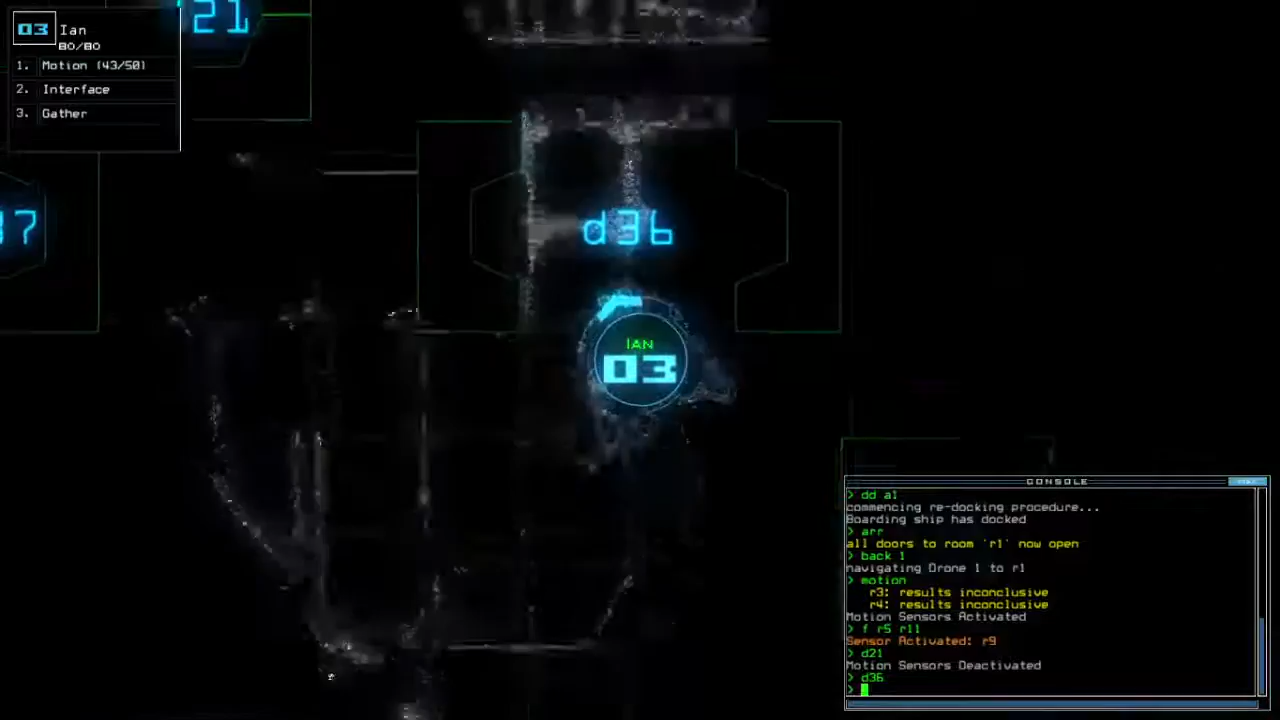 03 Ian
80/80
1. Motion (43/50)
2. Interface
3. Gather
21
37
d36
IAN
03
CONSOLE
> dd a1
commencing re-docking procedure...
Boarding ship has docked
> arr
all doors to room 'r1' now open
> back 1
navigating Drone 1 to r1
> motion
r3: results inconclusive
r4: results inconclusive
Motion Sensors Activated
> f r5 r11
Sensor Activated: r9
> d21
Motion Sensors Deactivated
> d36
>